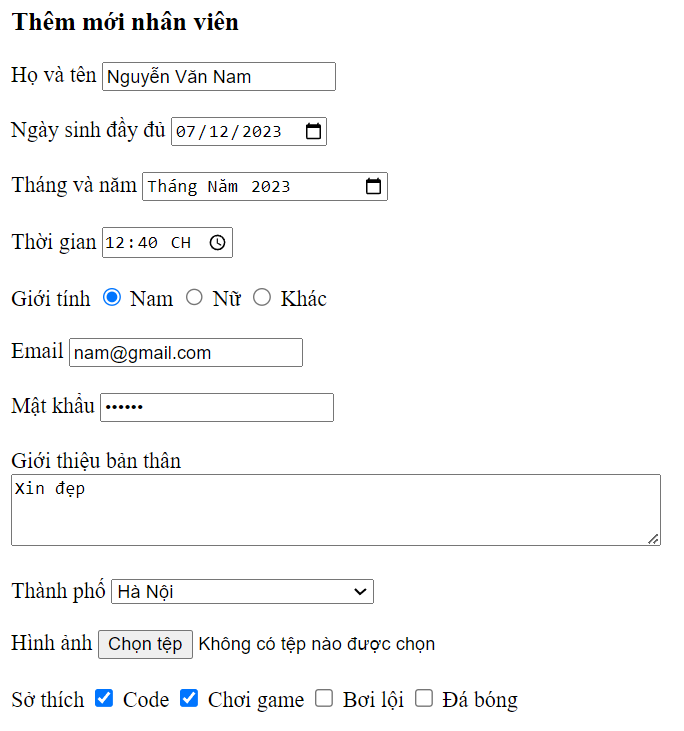 Thêm mới nhân viên
Họ và tên Nguyễn Văn Nam
Ngày sinh đầy đủ 07/12/2023
Tháng và năm Tháng Năm 2023
Thời gian 12:40 CH
Giới tính Nam Nữ Khác
Email nam@gmail.com
Mật khẩu ••••••
Giới thiệu bản thân
Xin đẹp
Thành phố Hà Nội
Hình ảnh Chọn tệp Không có tệp nào được chọn
Sở thích Code Chơi game Bơi lội Đá bóng